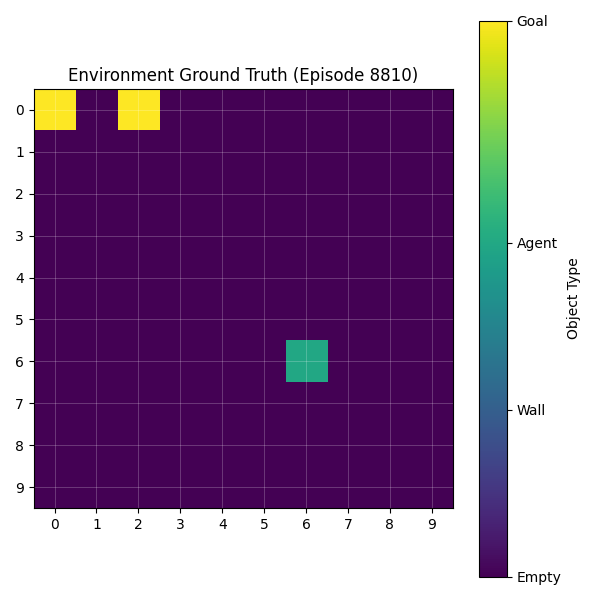 Environment Ground Truth (Episode 8810)
0
1
2
3
4
5
6
7
8
9
0 1 2 3 4 5 6 7 8 9
Goal
Agent
Wall
Empty
Object Type